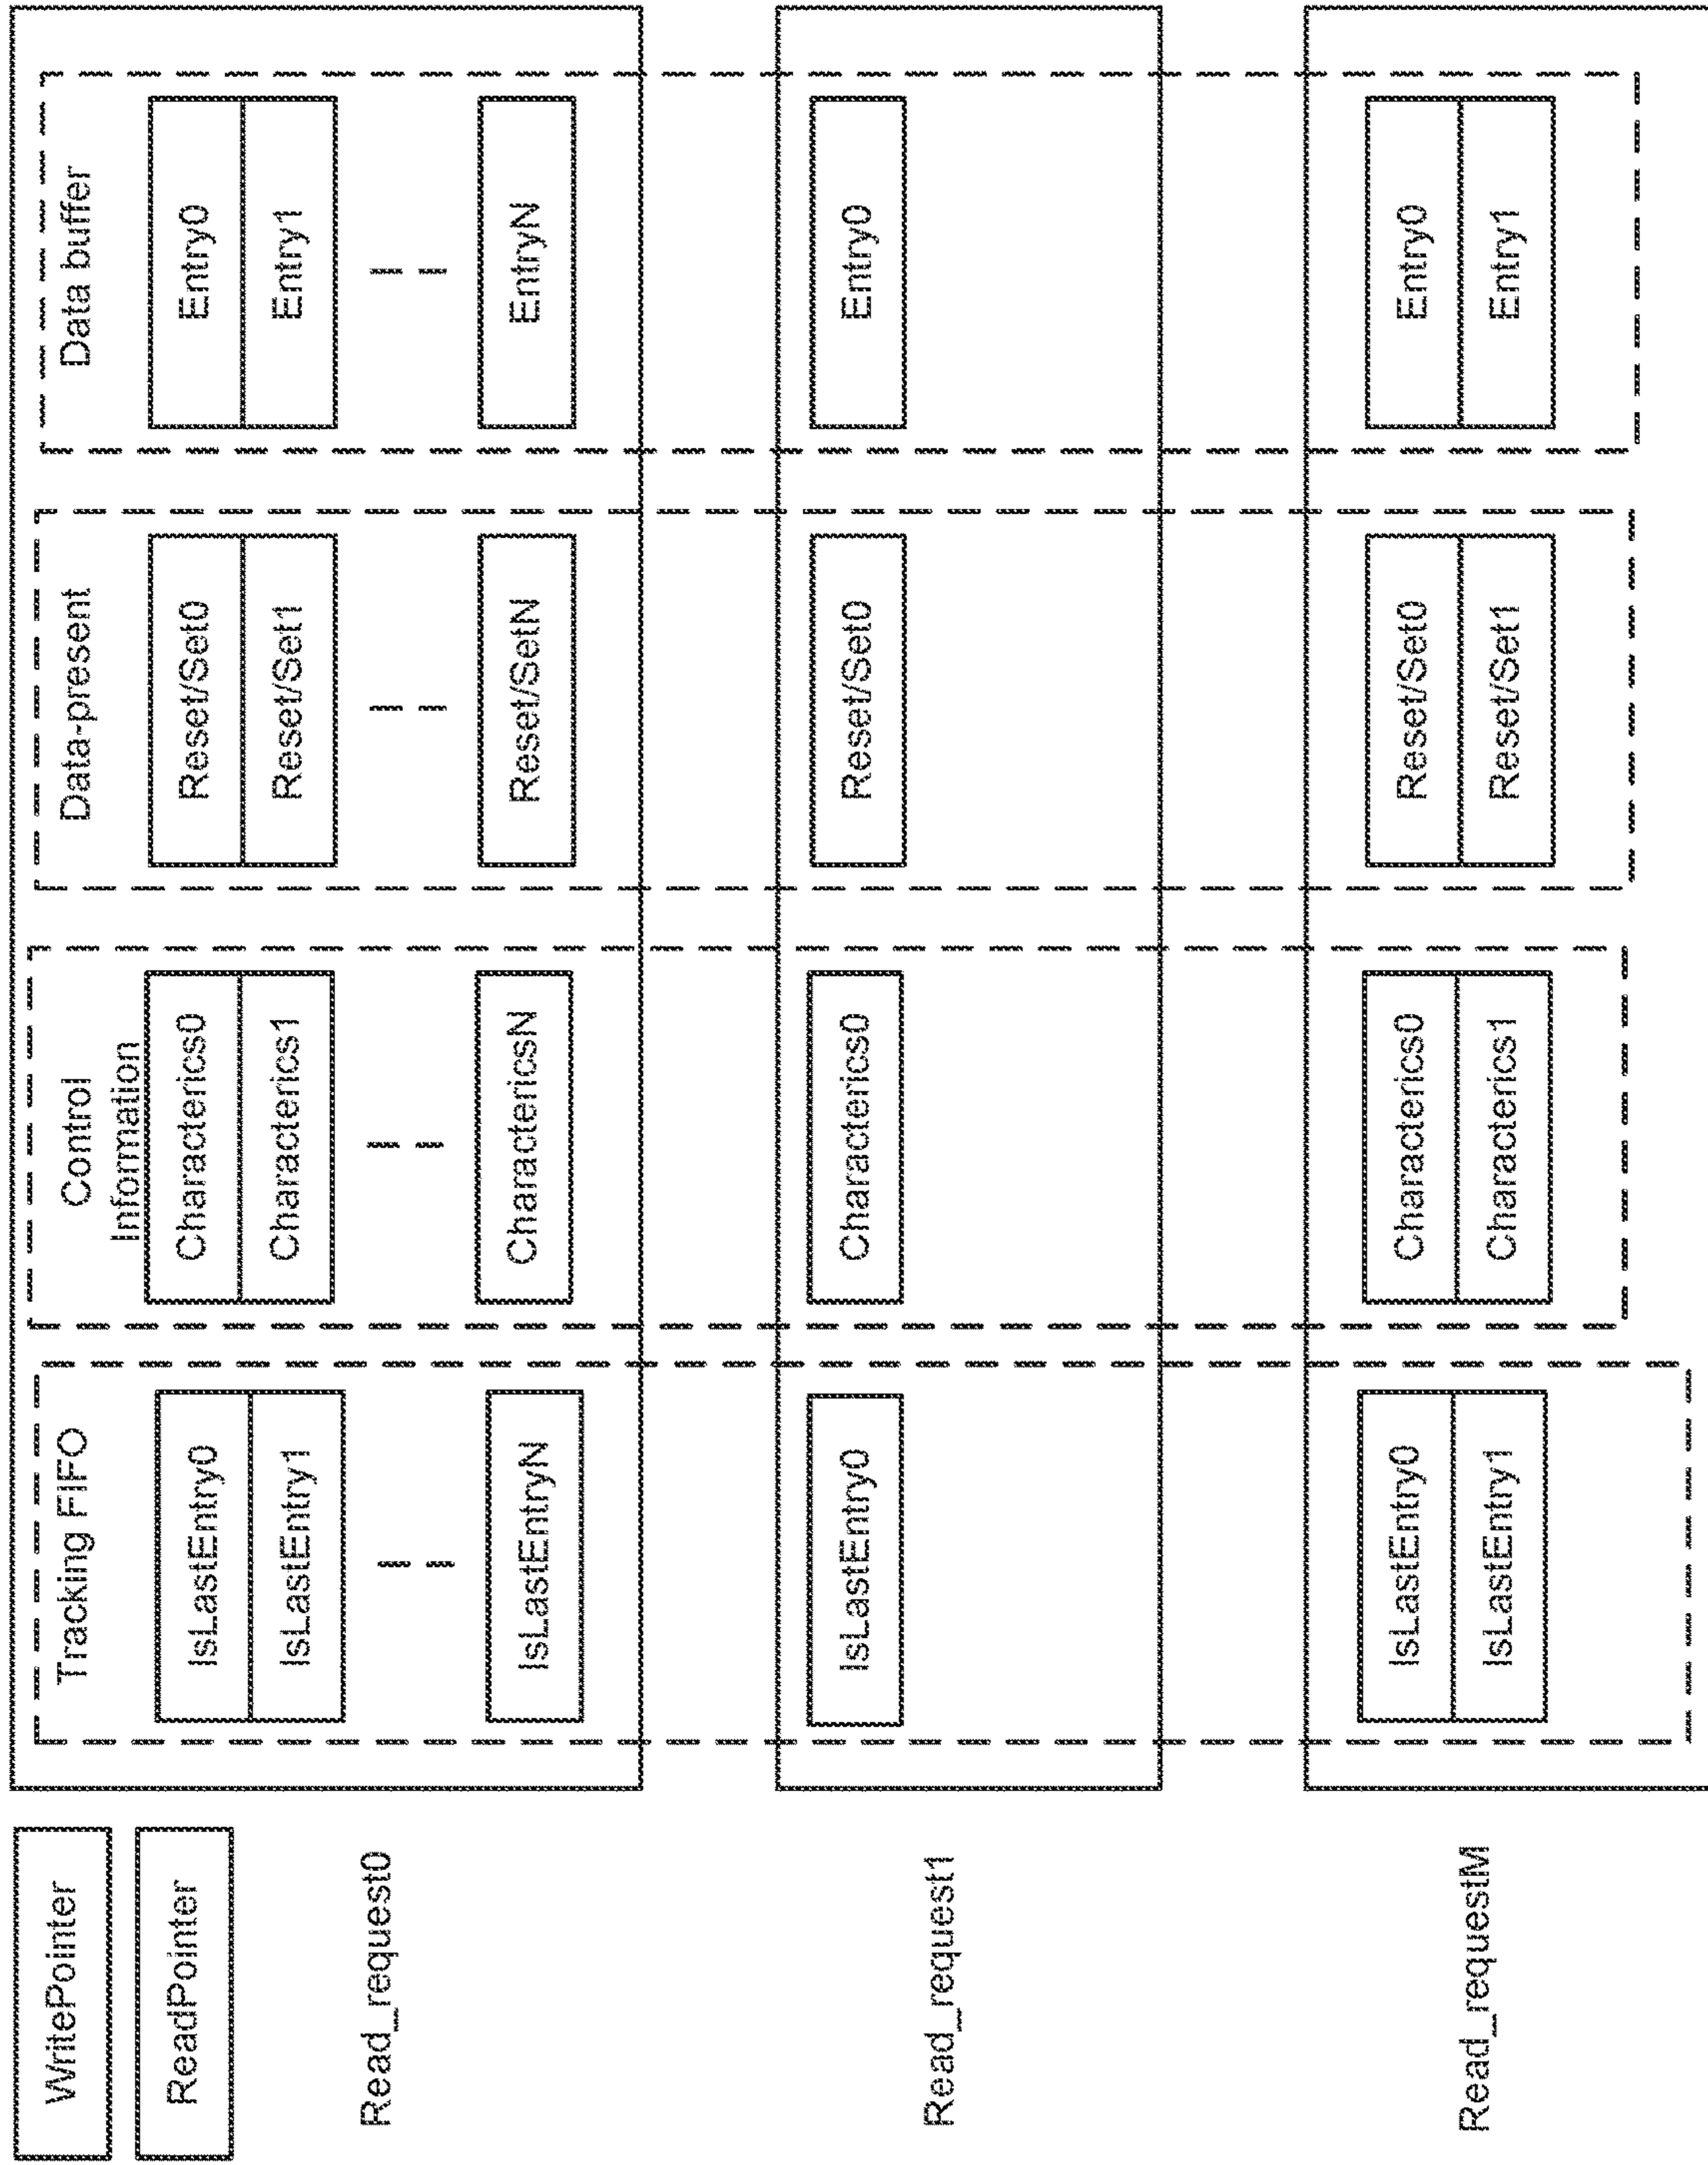 WritePointer
ReadPointer
Tracking FIFO
Control
Information
Data-present
Data buffer
Read_request0
IsLastEntry0
Characterics0
Reset/Set0
Entry0
IsLastEntry1
Characterics1
Reset/Set1
Entry1
IsLastEntryN
CharactericsN
Reset/SetN
EntryN
Read_request1
IsLastEntry0
Characterics0
Reset/Set0
Entry0
Read_requestM
IsLastEntry0
Characterics0
Reset/Set0
Entry0
IsLastEntry1
Characterics1
Reset/Set1
Entry1